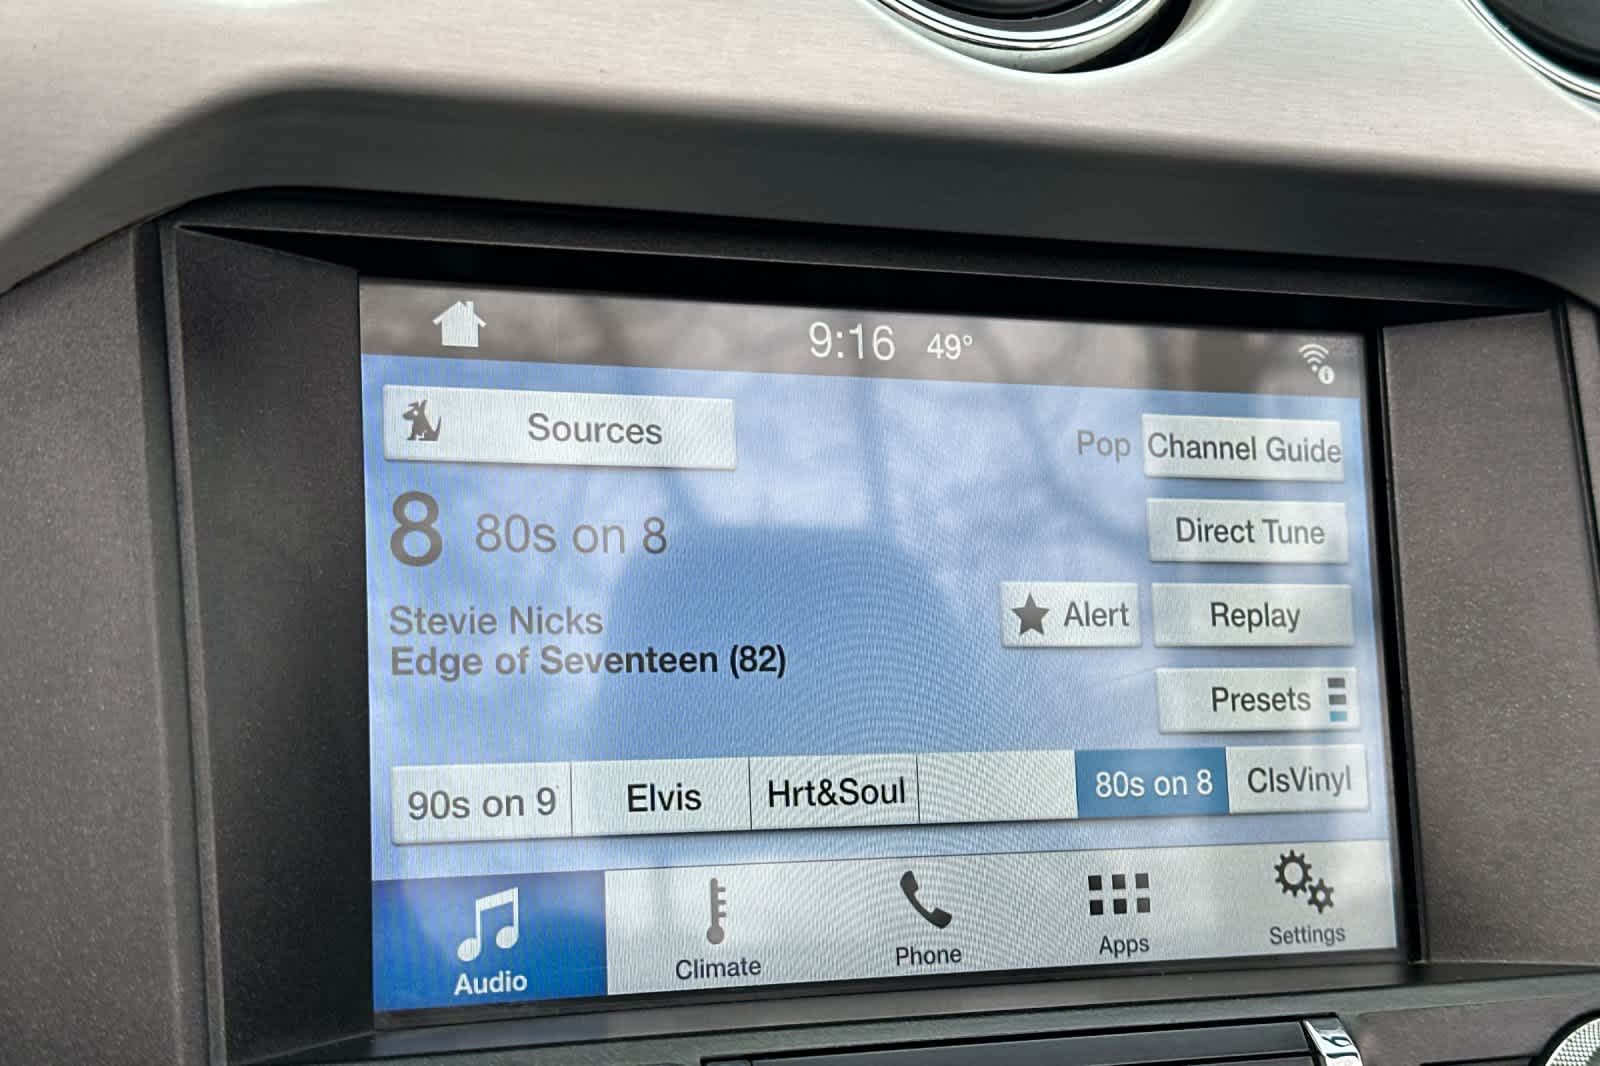 9:16 49°
Sources
Pop Channel Guide
8 80s on 8
Direct Tune
Stevie Nicks
Alert
Replay
Edge of Seventeen (82)
Presets
90s on 9 Elvis Hrt&Soul 80s on 8 ClsVinyl
Audio Climate Phone Apps Settings